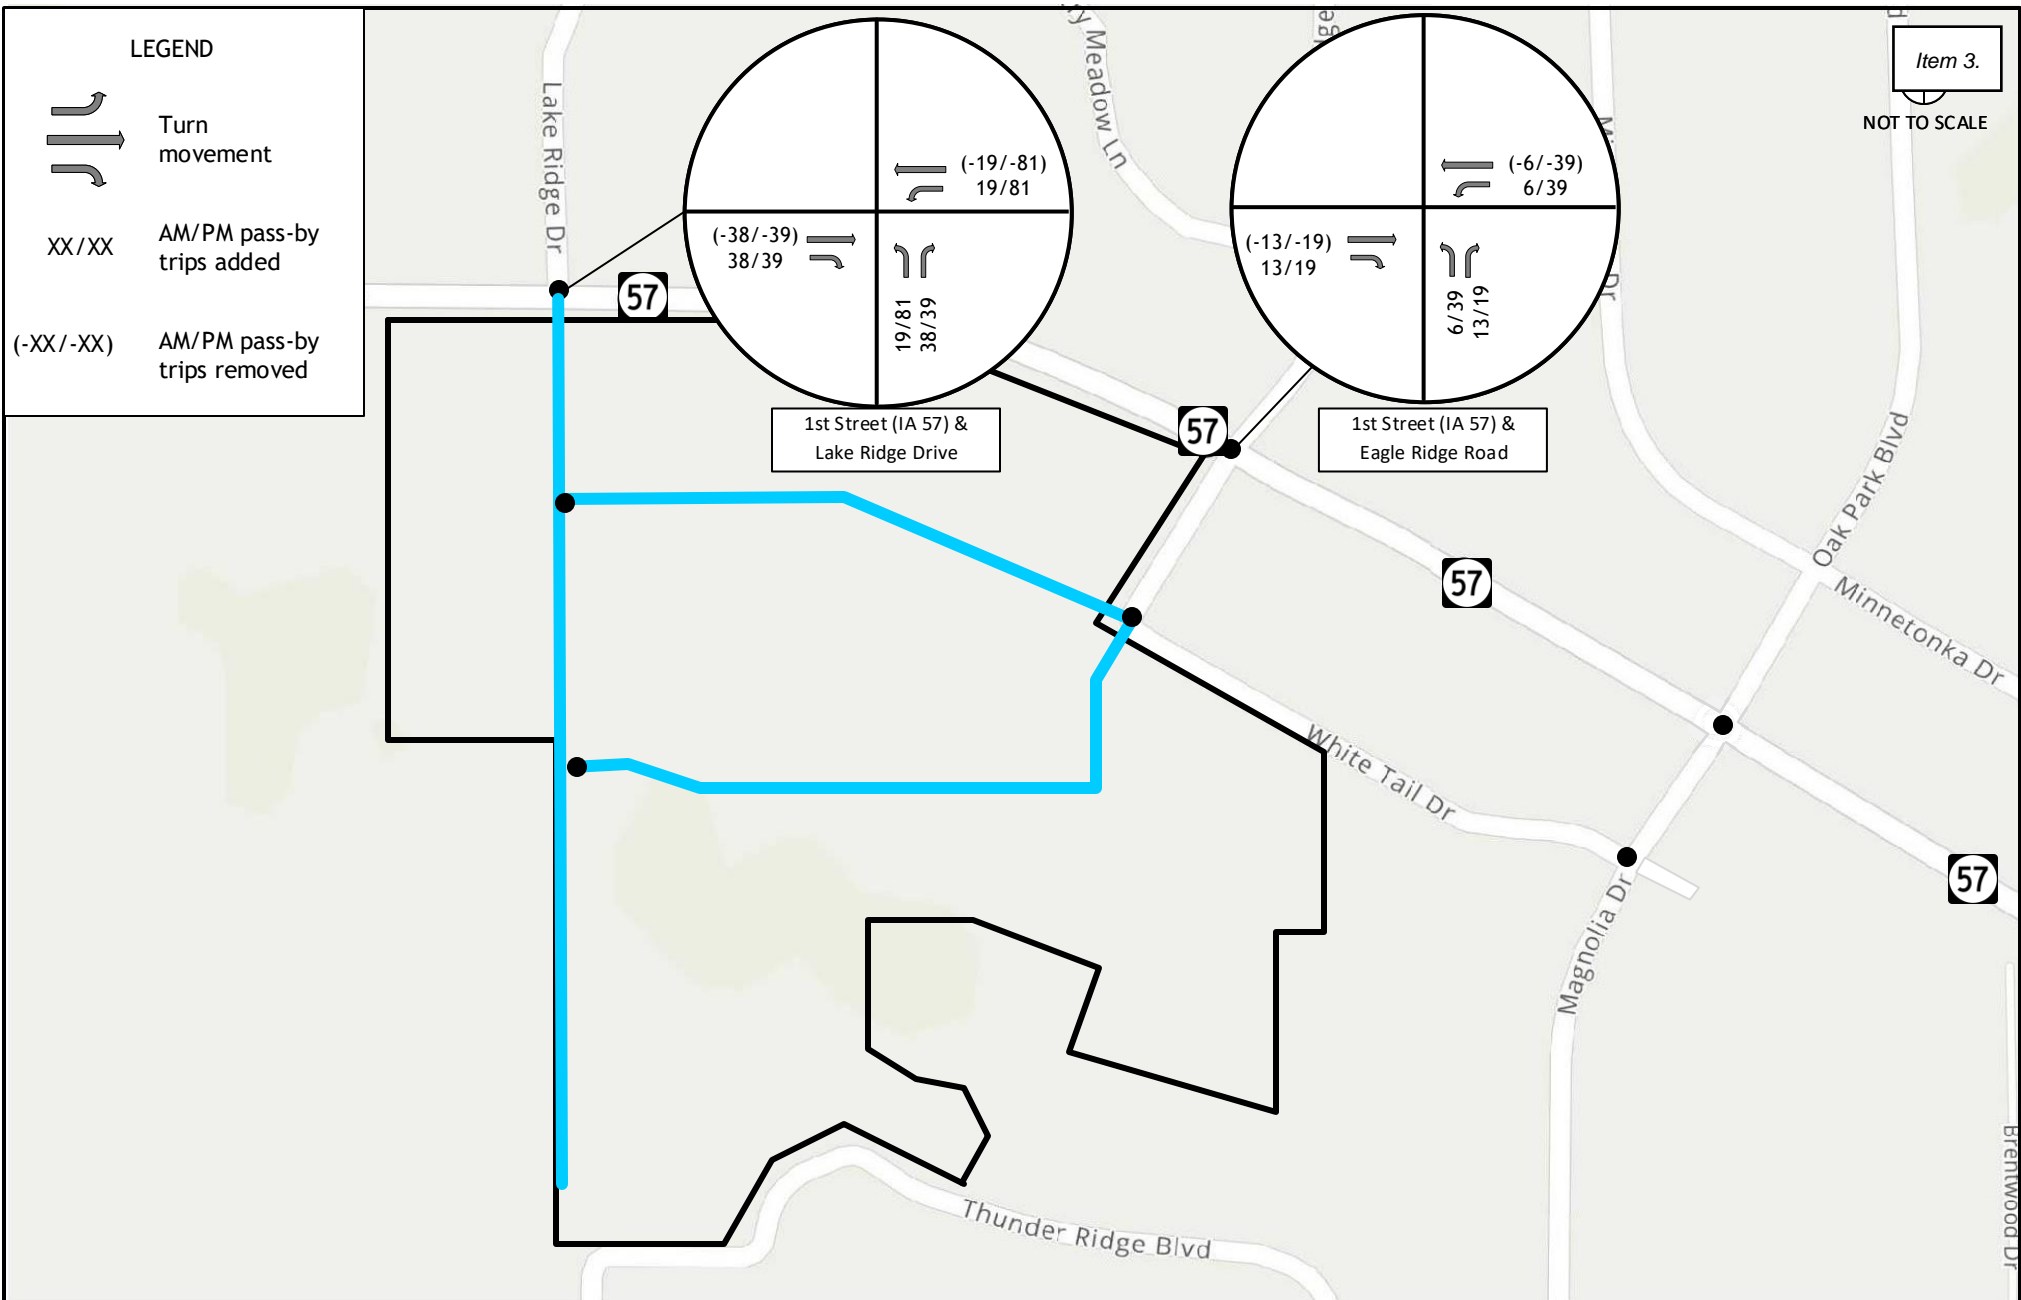 LEGEND
Turn
movement
XX/XX
AM/PM pass-by
trips added
(-XX/-XX)
AM/PM pass-by
trips removed
Lake Ridge Dr
57
(-19/-81)
19/81
(-38/-39)
38/39
19/81
38/39
1st Street (IA 57) &
Lake Ridge Drive
Meadow Ln
(-6/-39)
6/39
(-13/-19)
13/19
6/39
13/19
1st Street (IA 57) &
Eagle Ridge Road
Item 3.
NOT TO SCALE
Dr
57
57
Oak Park Blvd
Minnetonka Dr
White Tail Dr
57
Magnolia Dr
Brentwood Dr
Thunder Ridge Blvd